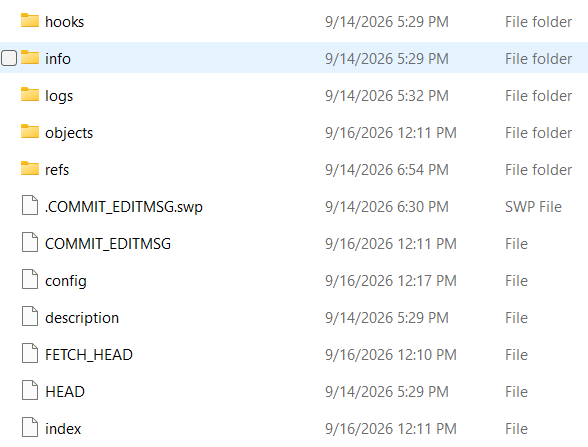 hooks 9/14/2026 5:29 PM File folder
info 9/14/2026 5:29 PM File folder
logs 9/14/2026 5:32 PM File folder
objects 9/16/2026 12:11 PM File folder
refs 9/14/2026 6:54 PM File folder
.COMMIT_EDITMSG.swp 9/14/2026 6:30 PM SWP File
COMMIT_EDITMSG 9/16/2026 12:11 PM File
config 9/16/2026 12:17 PM File
description 9/14/2026 5:29 PM File
FETCH_HEAD 9/16/2026 12:10 PM File
HEAD 9/14/2026 5:29 PM File
index 9/16/2026 12:11 PM File